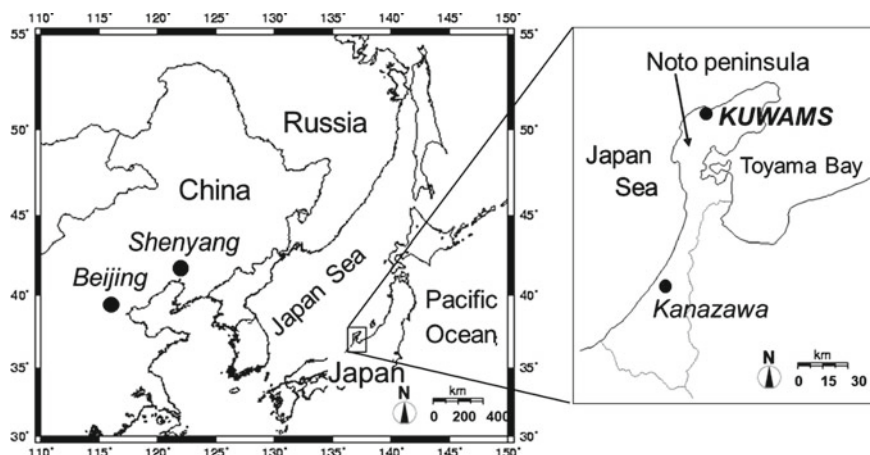 110° 115° 120° 125° 130° 135° 140° 145° 150°
55°
50°
45°
40°
35°
30°
Russia
China
Shenyang
Beijing
Japan Sea
Pacific
Ocean
Japan
N
km
0 200 400
55°
50°
45°
40°
35°
30°
110° 115° 120° 125° 130° 135° 140° 145° 150°
Noto peninsula
KUWAMS
Japan
Sea
Toyama Bay
Kanazawa
N
km
0 15 30